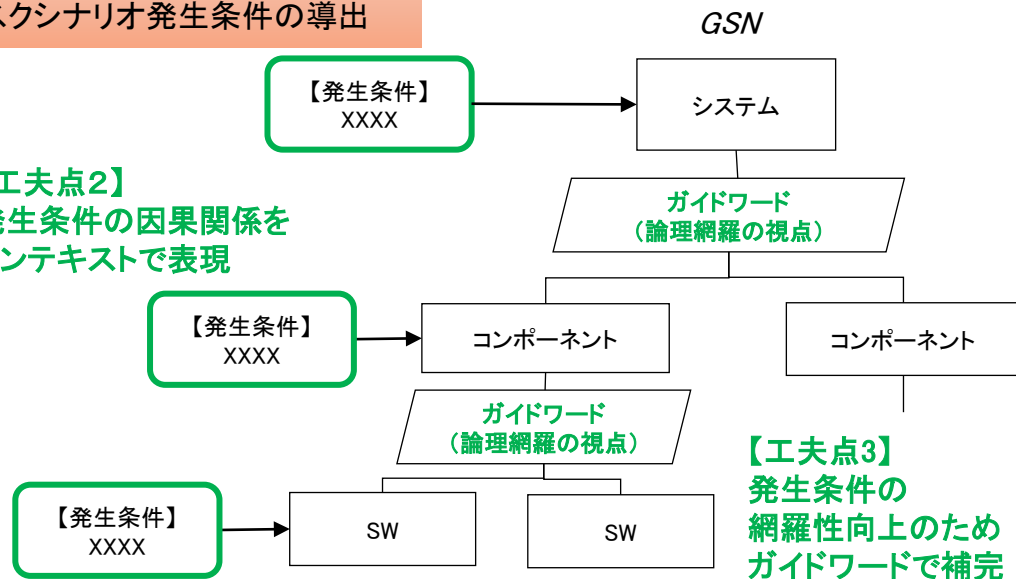 スクシナリオ発生条件の導出
GSN
【発生条件】
XXXX
システム
工夫点2】
発生条件の因果関係を
ンテキストで表現
ガイドワード
（論理網羅の視点）
【発生条件】
XXXX
コンポーネント
コンポーネント
ガイドワード
（論理網羅の視点）
【工夫点3】
発生条件の
網羅性向上のため
ガイドワードで補完
【発生条件】
XXXX
SW
SW